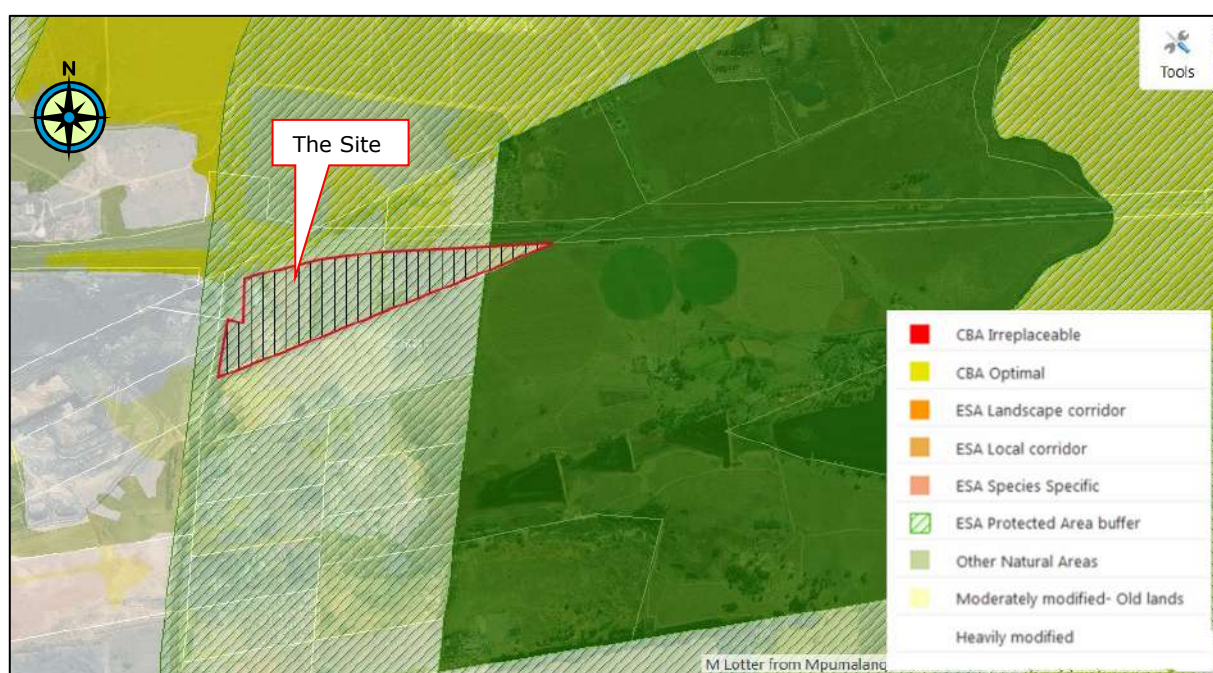 N
The Site
Tools
CBA Irreplaceable
CBA Optimal
ESA Landscape corridor
ESA Local corridor
ESA Species Specific
ESA Protected Area buffer
Other Natural Areas
Moderately modified- Old lands
Heavily modified
M Lotter from Mpumalang